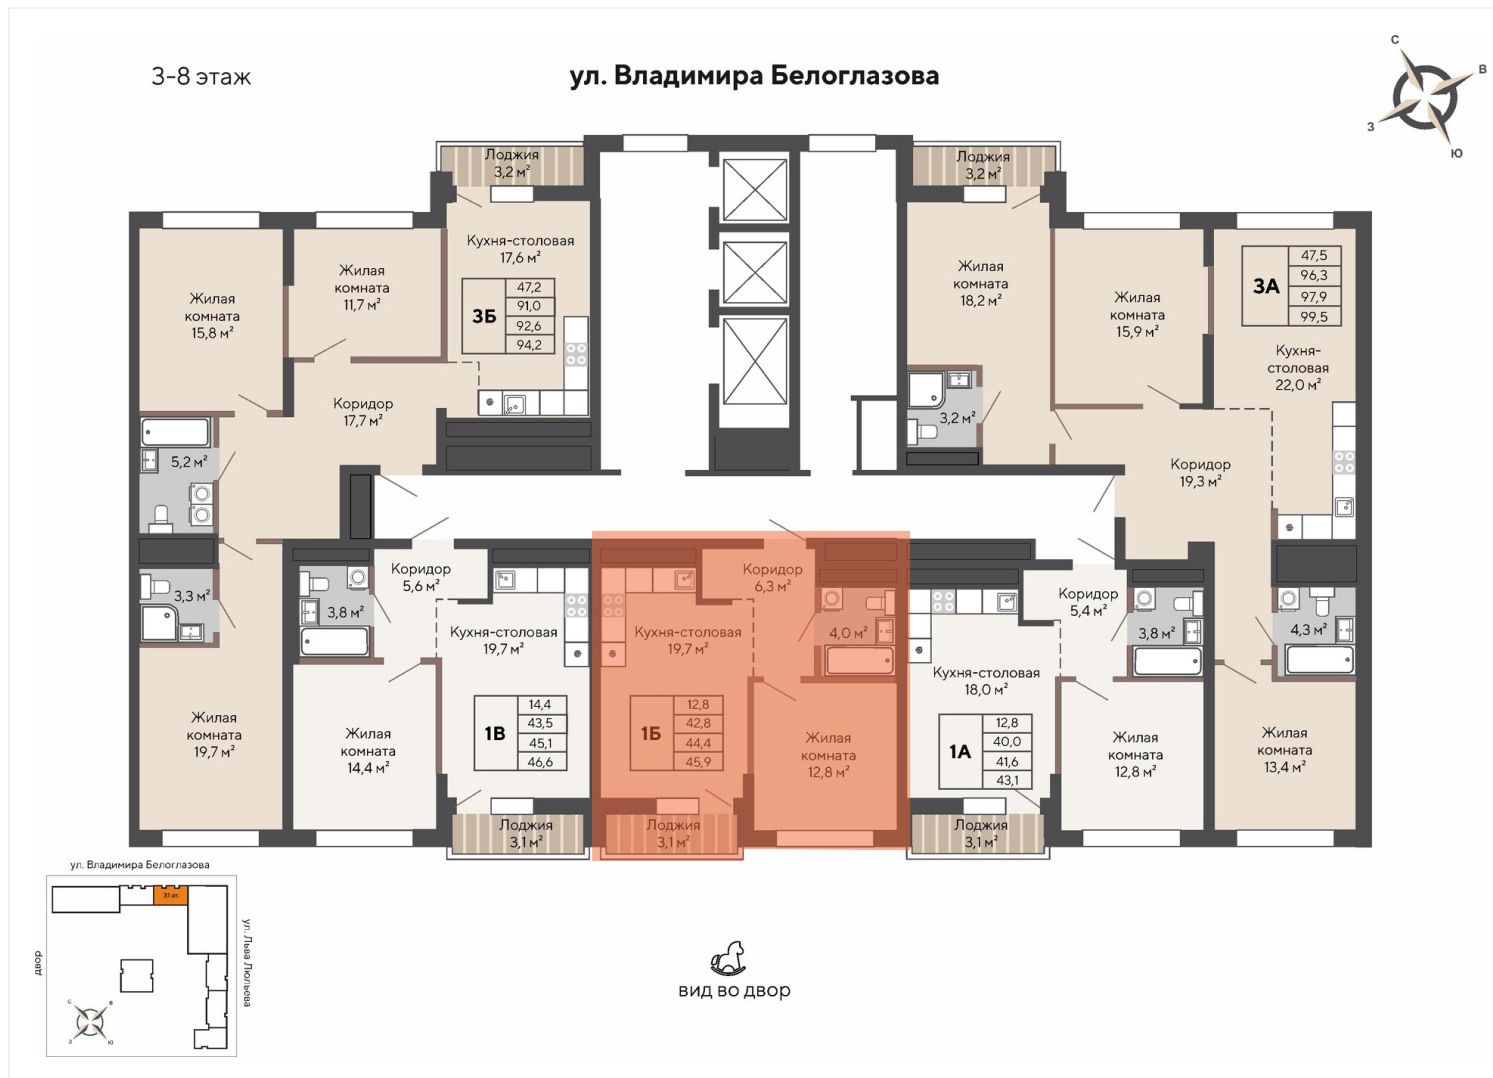 3-8 этаж
ул. Владимира Белоглазова
С
В
З
Ю
Лоджия
3,2 м²
Лоджия
3,2 м²
Кухня-столовая
17,6 м²
47,2
91,0
92,6
94,2
3Б
Жилая
комната
11,7 м²
Жилая
комната
15,8 м²
Коридор
17,7 м²
5,2 м²
3,3 м²
Жилая
комната
19,7 м²
Жилая
комната
18,2 м²
3,2 м²
Жилая
комната
15,9 м²
3А
47,5
96,3
97,9
99,5
Кухня-
столовая
22,0 м²
Коридор
19,3 м²
4,3 м²
Жилая
комната
13,4 м²
Коридор
5,6 м²
3,8 м²
Кухня-столовая
19,7 м²
1В
14,4
43,5
45,1
46,6
Жилая
комната
14,4 м²
Лоджия
3,1 м²
Коридор
6,3 м²
4,0 м²
Кухня-столовая
19,7 м²
1Б
12,8
42,8
44,4
45,9
Жилая
комната
12,8 м²
Лоджия
3,1 м²
Коридор
5,4 м²
3,8 м²
Кухня-столовая
18,0 м²
1А
12,8
40,0
41,6
43,1
Жилая
комната
12,8 м²
Лоджия
3,1 м²
ул. Владимира Белоглазова
31 эт.
двор
ул. Льва Люльева
С
В
З
Ю
вид во двор